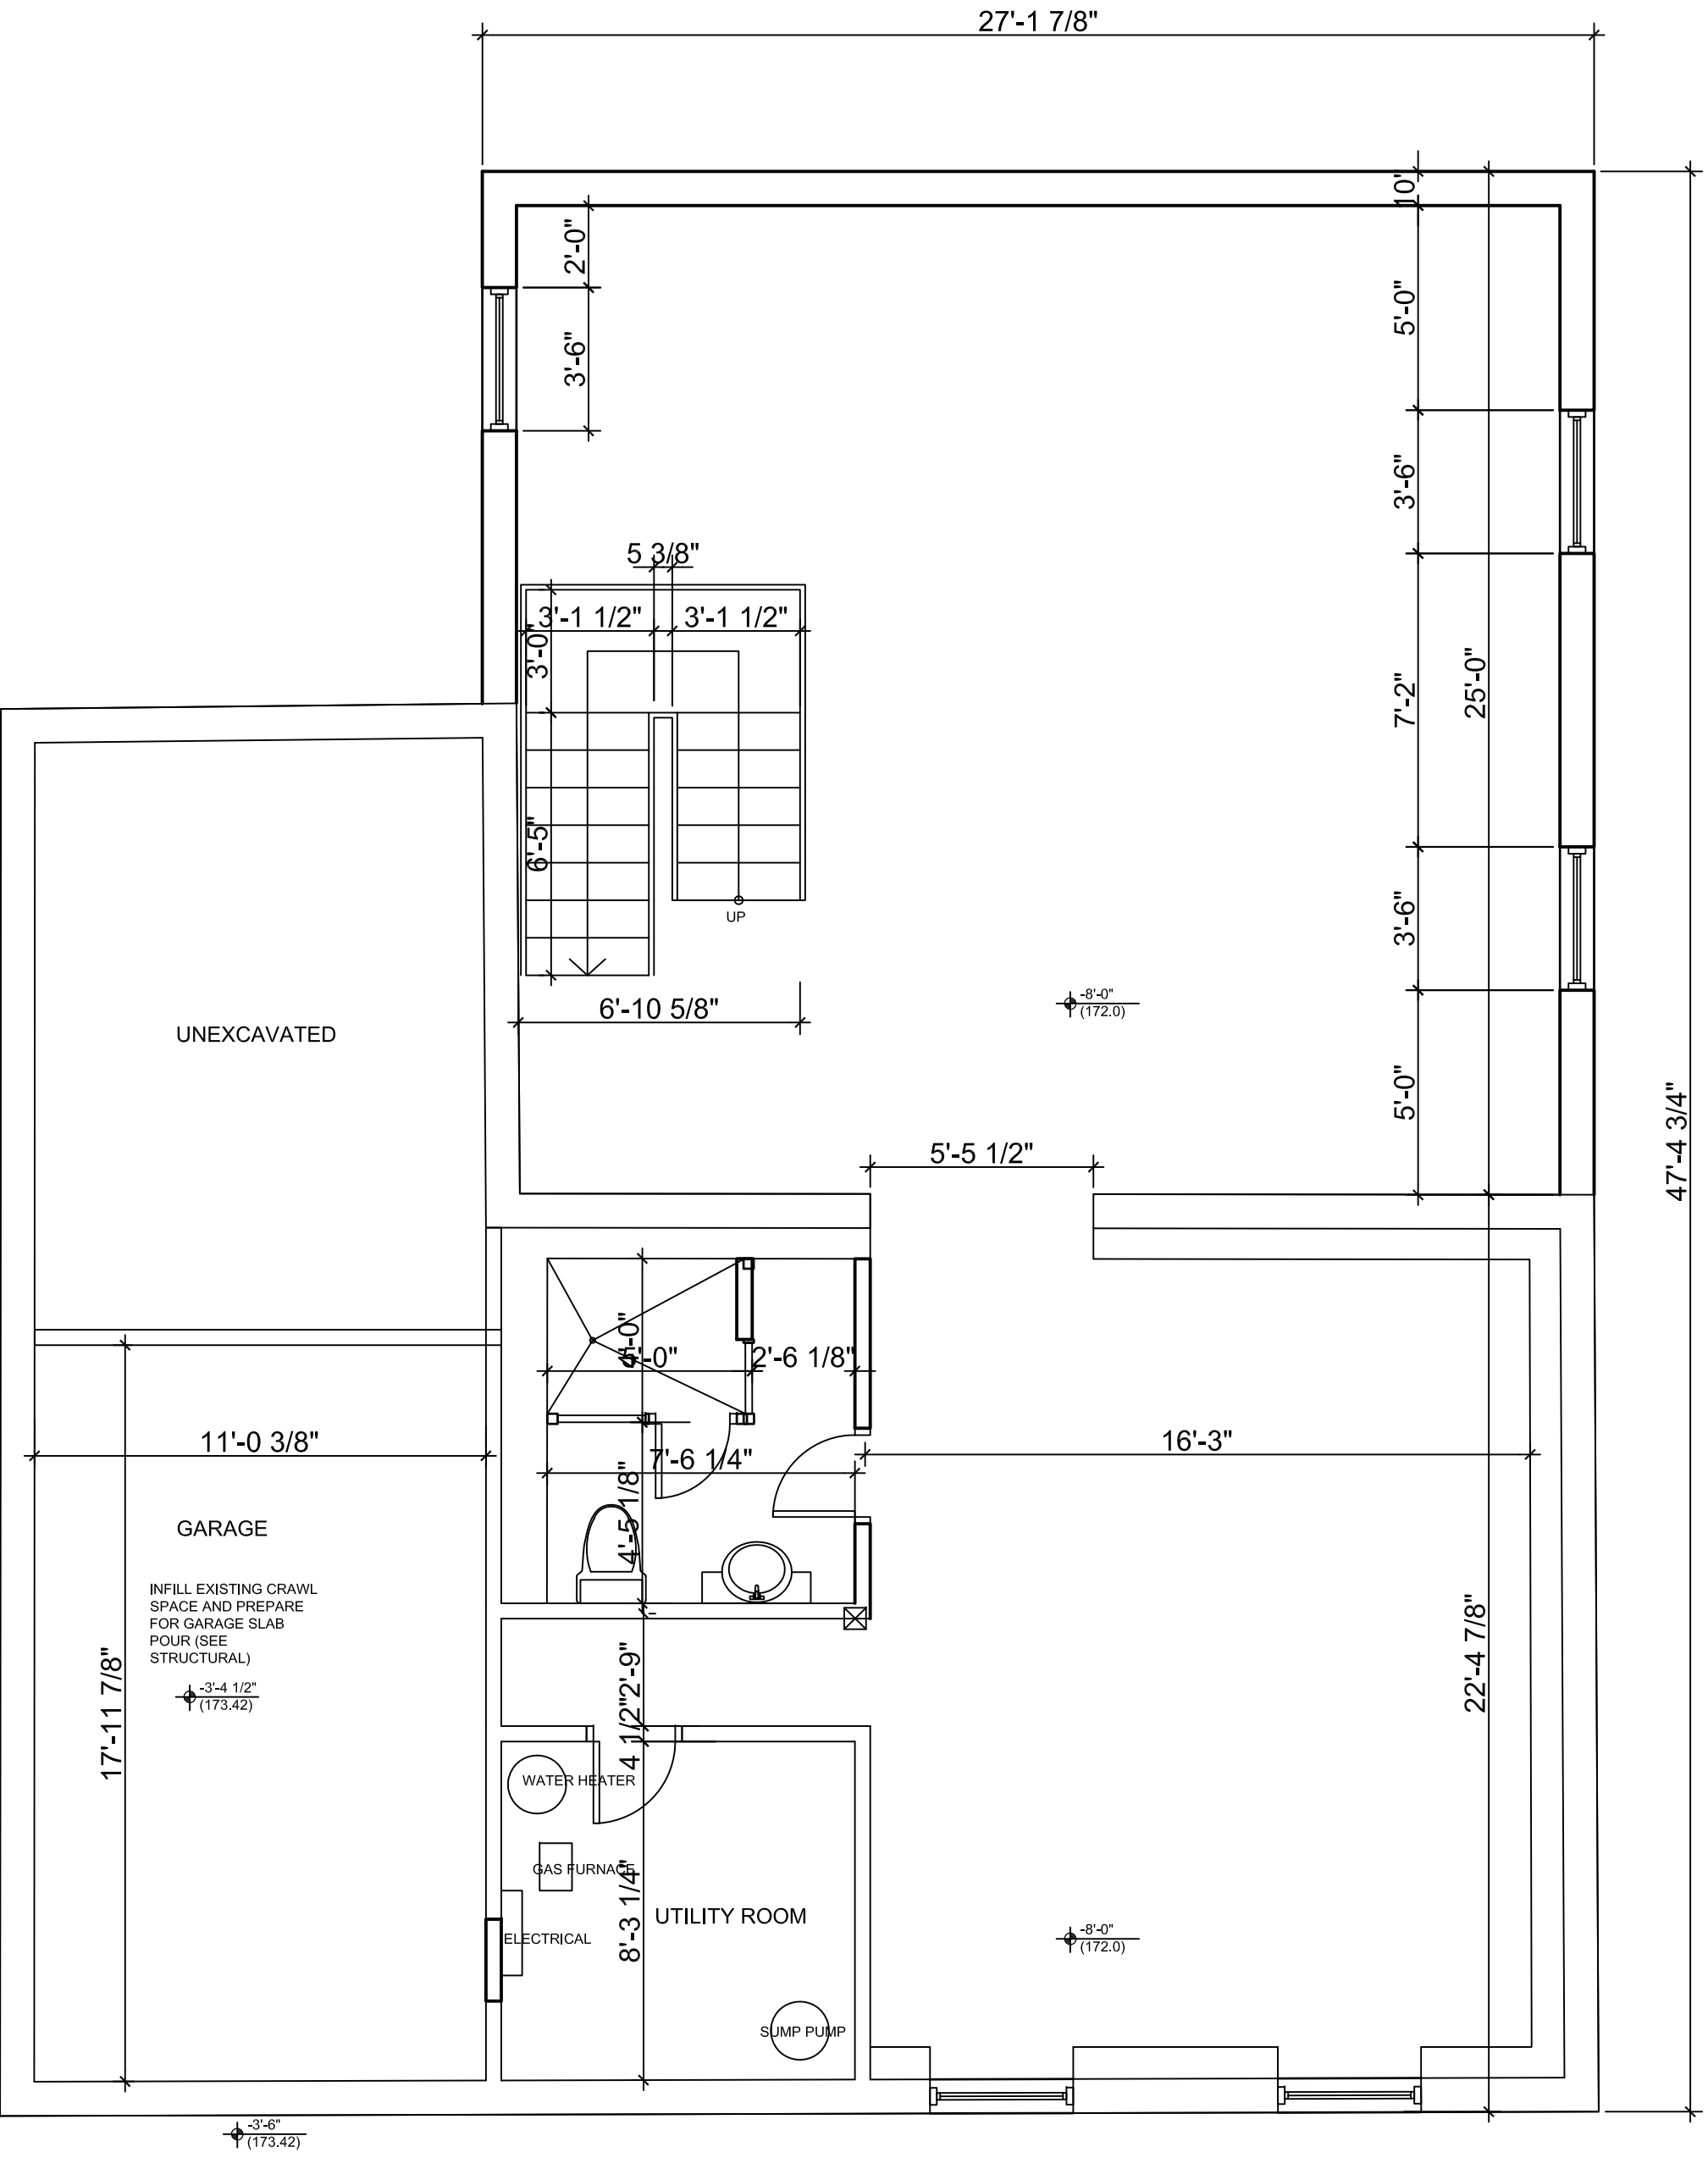 27'-1 7/8"
10"
2'-0"
5'-0"
3'-6"
3'-6"
5 3/8"
3'-1 1/2"
3'-1 1/2"
3'-0"
7'-2"
25'-0"
6'-5"
UP
3'-6"
6'-10 5/8"
-8'-0"
(172.0)
UNEXCAVATED
5'-0"
47'-4 3/4"
5'-5 1/2"
4'-0"
5'-0"
2'-6 1/8"
11'-0 3/8"
7'-6 1/4"
16'-3"
4'-5 1/8"
GARAGE
INFILL EXISTING CRAWL
SPACE AND PREPARE
FOR GARAGE SLAB
POUR (SEE
STRUCTURAL)
-3'-4 1/2"
(173.42)
17'-11 7/8"
2'-9"
22'-4 7/8"
4 1/2"
WATER HEATER
GAS FURNACE
8'-3 1/4"
UTILITY ROOM
ELECTRICAL
-8'-0"
(172.0)
SUMP PUMP
-3'-6"
(173.42)